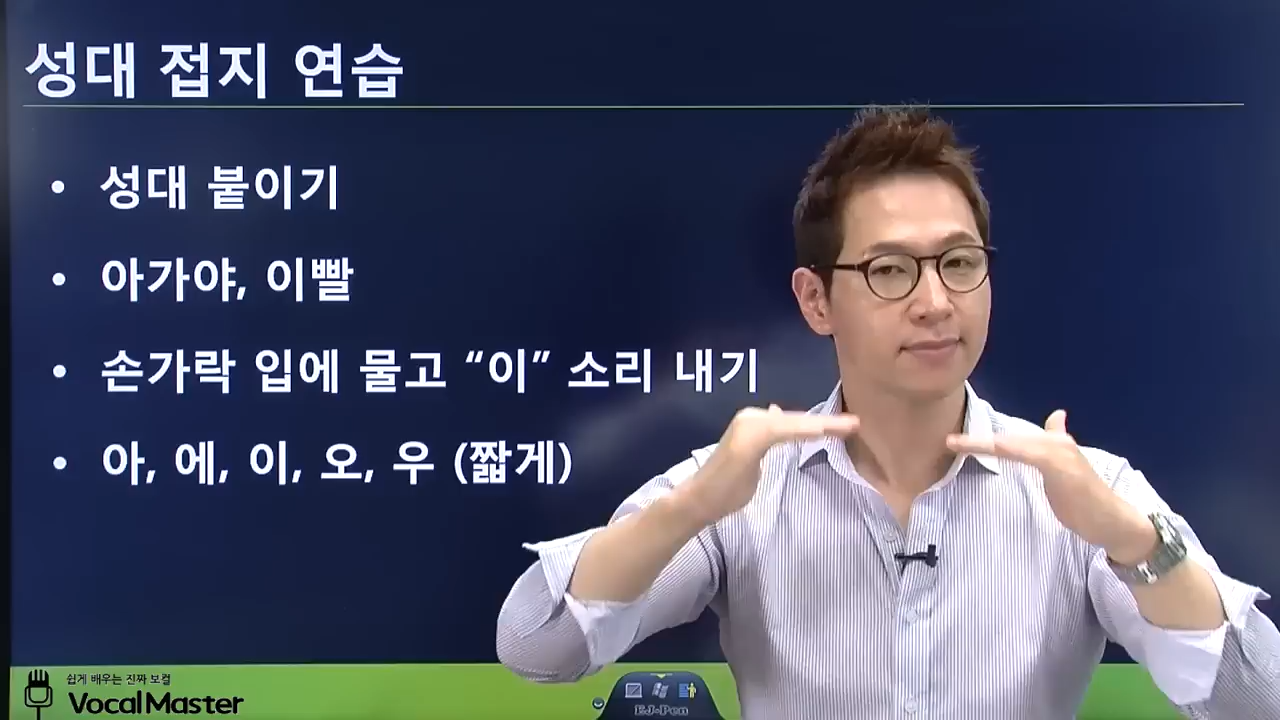 성대 접지 연습
• 성대 붙이기
• 아가야, 이빨
• 손가락 입에 물고 “이” 소리 내기
• 아, 에, 이, 오, 우 (짧게)
쉽게 배우는 진짜 보컬
VocalMaster
EJ-Pen